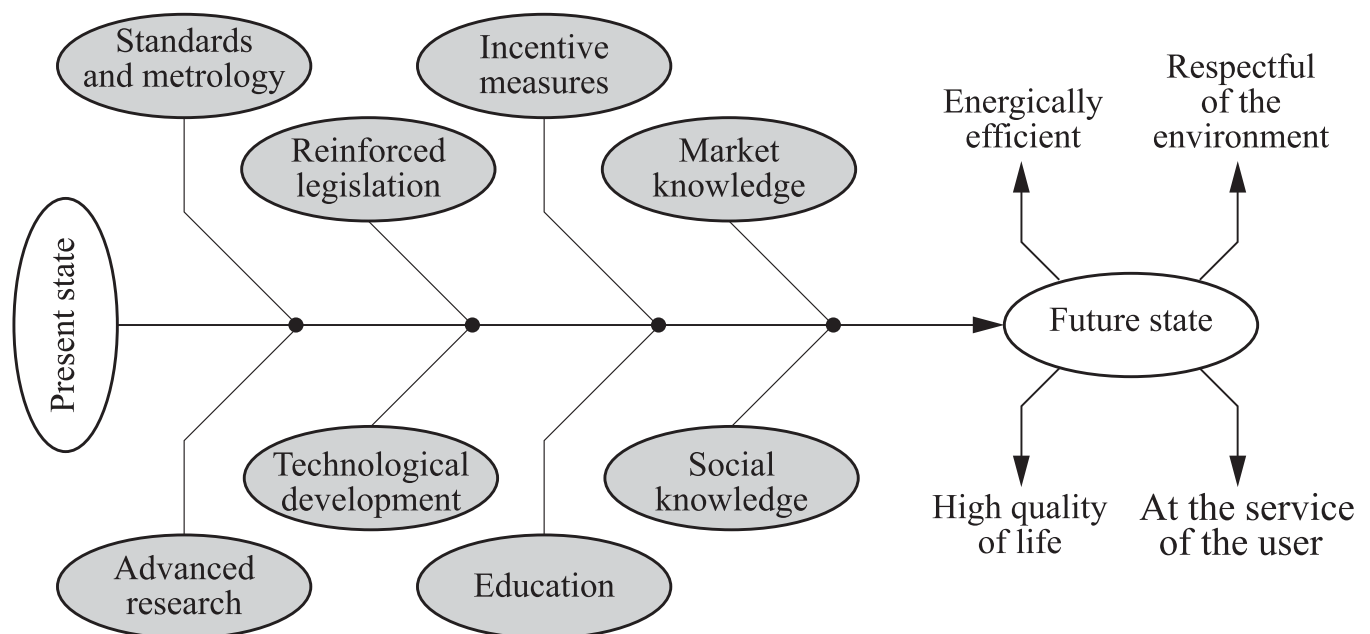 Standards
and metrology
Incentive
measures
Reinforced
legislation
Market
knowledge
Energically
efficient
Respectful
of the
environment
Present state
Future state
Technological
development
Social
knowledge
High quality
of life
At the service
of the user
Advanced
research
Education